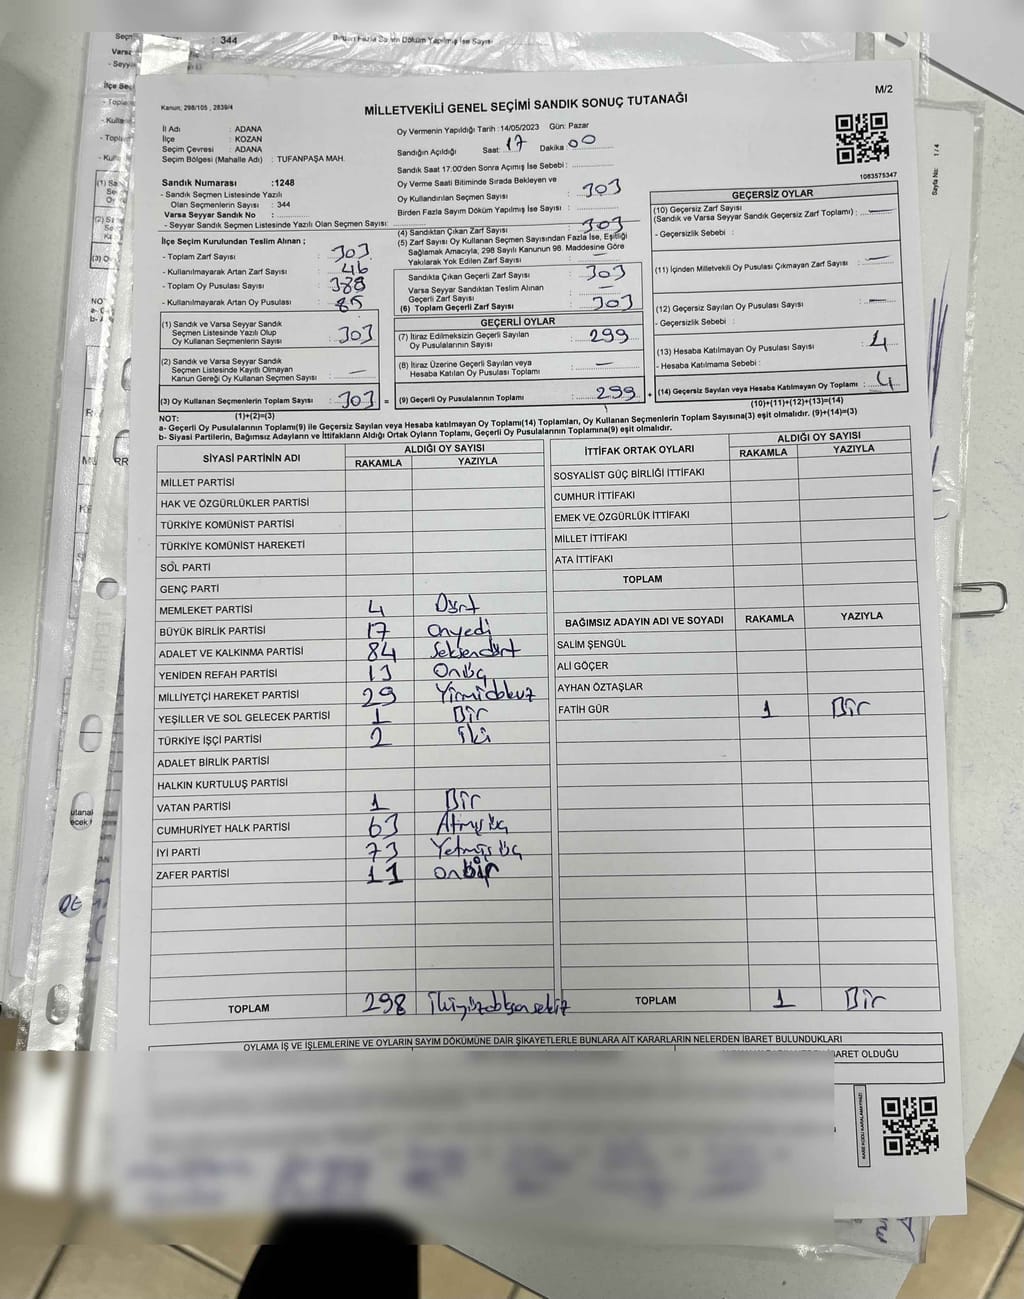 344
Birden Fazla Sayım Döküm Yapılmış İse Sayısı
M/2
Kanun: 298/105 , 2839/4
MİLLETVEKİLİ GENEL SEÇİMİ SANDIK SONUÇ TUTANAĞI
İl Adı : ADANA
İlçe : KOZAN
Seçim Çevresi : ADANA
Seçim Bölgesi (Mahalle Adı) : TUFANPAŞA MAH.
Oy Vermenin Yapıldığı Tarih :14/05/2023 Gün: Pazar
Sandığın Açıldığı Saat: 17 Dakika 00
Sandık Saat 17:00'den Sonra Açımış İse Sebebi :
Oy Verme Saati Bitiminde Sırada Bekleyen ve
Oy Kullandırılan Seçmen Sayısı : 303
Birden Fazla Sayım Döküm Yapılmış İse Sayısı :
1083575347
Sayfa No: 1/4
Sandık Numarası :1248
- Sandık Seçmen Listesinde Yazılı
Olan Seçmenlerin Sayısı : 344
Varsa Seyyar Sandık No :
- Seyyar Sandık Seçmen Listesinde Yazılı Olan Seçmen Sayısı:
İlçe Seçim Kurulundan Teslim Alınan ;
- Toplam Zarf Sayısı : 303
- Kullanılmayarak Artan Zarf Sayısı : 46
- Toplam Oy Pusulası Sayısı : 388
- Kullanılmayarak Artan Oy Pusulası : 85
(4) Sandıktan Çıkan Zarf Sayısı : 303
(5) Zarf Sayısı Oy Kullanan Seçmen Sayısından Fazla İse, Eşitliği
Sağlamak Amacıyla, 298 Sayılı Kanunun 98. Maddesine Göre
Yakılarak Yok Edilen Zarf Sayısı : —
Sandıkta Çıkan Geçerli Zarf Sayısı : 303
Varsa Seyyar Sandıktan Teslim Alınan
Geçerli Zarf Sayısı : —
(6) Toplam Geçerli Zarf Sayısı : 303
(1) Sandık ve Varsa Seyyar Sandık
Seçmen Listesinde Yazılı Olup
Oy Kullanan Seçmenlerin Sayısı : 303
(2) Sandık ve Varsa Seyyar Sandık
Seçmen Listesinde Kayıtlı Olmayan
Kanun Gereği Oy Kullanan Seçmen Sayısı : —
(3) Oy Kullanan Seçmenlerin Toplam Sayısı : 303 =
(1)+(2)=(3)
GEÇERLİ OYLAR
(7) İtiraz Edilmeksizin Geçerli Sayılan
Oy Pusulalarının Sayısı : 299
(8) İtiraz Üzerine Geçerli Sayılan veya
Hesaba Katılan Oy Pusulası Toplamı : —
(9) Geçerli Oy Pusulalarının Toplamı : 299 +
GEÇERSİZ OYLAR
(10) Geçersiz Zarf Sayısı
(Sandık ve Varsa Seyyar Sandık Geçersiz Zarf Toplamı) : —
- Geçersizlik Sebebi :
(11) İçinden Milletvekili Oy Pusulası Çıkmayan Zarf Sayısı : —
(12) Geçersiz Sayılan Oy Pusulası Sayısı : —
- Geçersizlik Sebebi :
(13) Hesaba Katılmayan Oy Pusulası Sayısı : 4
- Hesaba Katılmama Sebebi :
(14) Geçersiz Sayılan veya Hesaba Katılmayan Oy Toplamı : 4
(10)+(11)+(12)+(13)=(14)
NOT:
a- Geçerli Oy Pusulalarının Toplamı(9) ile Geçersiz Sayılan veya Hesaba katılmayan Oy Toplamı(14) Toplamları, Oy Kullanan Seçmenlerin Toplam Sayısına(3) eşit olmalıdır. (9)+(14)=(3)
b- Siyasi Partilerin, Bağımsız Adayların ve İttifakların Aldığı Ortak Oyların Toplamı, Geçerli Oy Pusulalarının Toplamına(9) eşit olmalıdır.
SİYASİ PARTİNİN ADI ALDIĞI OY SAYISI
RAKAMLA YAZIYLA
MİLLET PARTİSİ
HAK VE ÖZGÜRLÜKLER PARTİSİ
TÜRKİYE KOMÜNİST PARTİSİ
TÜRKİYE KOMÜNİST HAREKETİ
SOL PARTİ
GENÇ PARTİ
MEMLEKET PARTİSİ 4 Dört
BÜYÜK BİRLİK PARTİSİ 17 Onyedi
ADALET VE KALKINMA PARTİSİ 84 Seksendört
YENİDEN REFAH PARTİSİ 13 Onüç
MİLLİYETÇİ HAREKET PARTİSİ 29 Yirmidokuz
YEŞİLLER VE SOL GELECEK PARTİSİ 1 Bir
TÜRKİYE İŞÇİ PARTİSİ 2 İki
ADALET BİRLİK PARTİSİ
HALKIN KURTULUŞ PARTİSİ
VATAN PARTİSİ 1 Bir
CUMHURİYET HALK PARTİSİ 63 Atmışüç
İYİ PARTİ 73 Yetmişüç
ZAFER PARTİSİ 11 onbir
TOPLAM 298 ikiyüzdoksansekiz
İTTİFAK ORTAK OYLARI ALDIĞI OY SAYISI
RAKAMLA YAZIYLA
SOSYALİST GÜÇ BİRLİĞİ İTTİFAKI
CUMHUR İTTİFAKI
EMEK VE ÖZGÜRLÜK İTTİFAKI
MİLLET İTTİFAKI
ATA İTTİFAKI
TOPLAM
BAĞIMSIZ ADAYIN ADI VE SOYADI RAKAMLA YAZIYLA
SALİM ŞENGÜL
ALİ GÖÇER
AYHAN ÖZTAŞLAR
FATİH GÜR 1 Bir
TOPLAM 1 Bir
OYLAMA İŞ VE İŞLEMLERİNE VE OYLARIN SAYIM DÖKÜMÜNE DAİR ŞİKAYETLERLE BUNLARA AİT KARARLARIN NELERDEN İBARET BULUNDUKLARI
İBARET OLDUĞU
KARE KODU KARALAMAYINIZ!